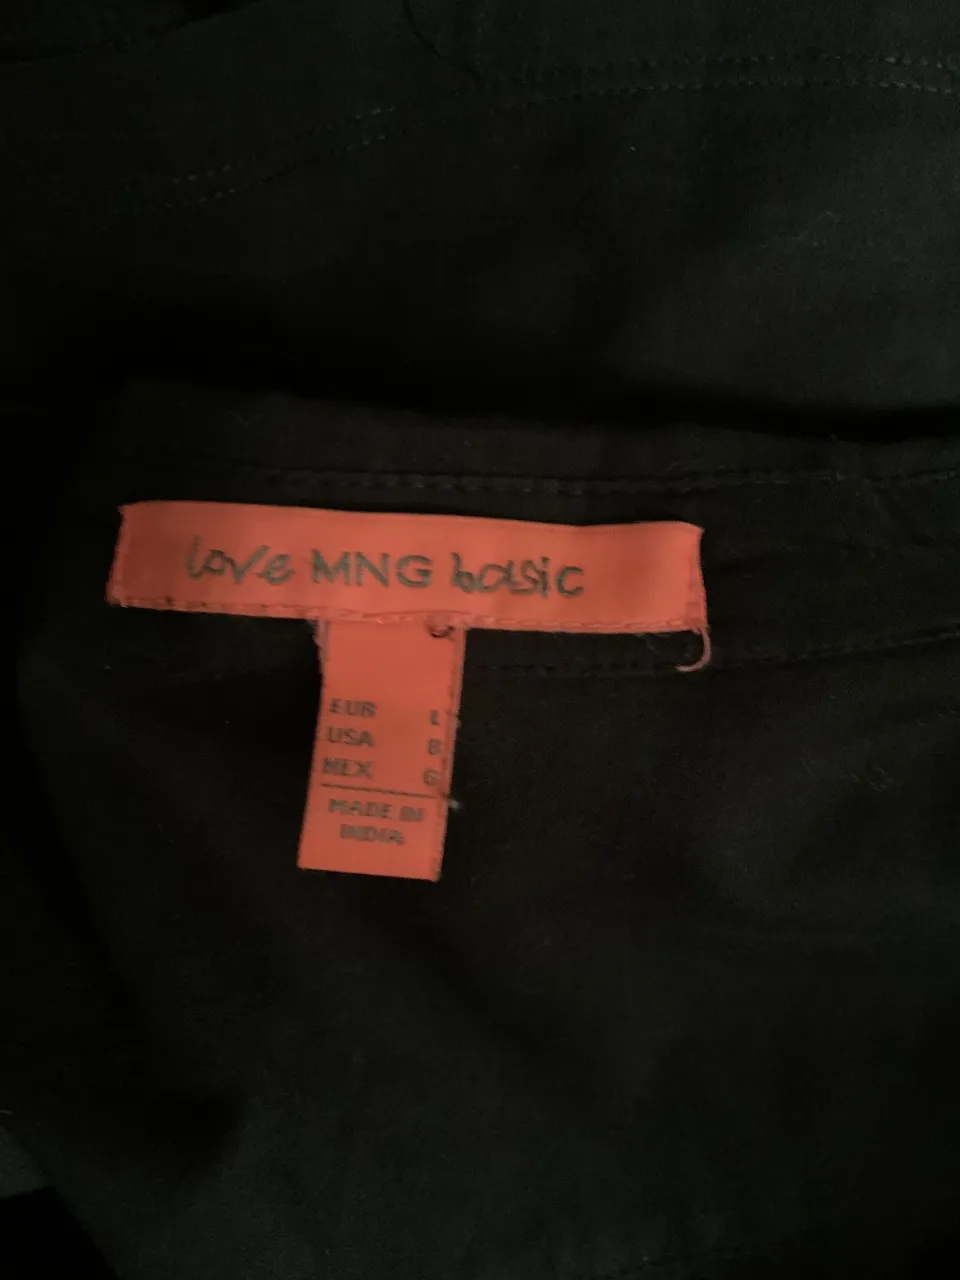 love MNG basic
EUR L
USA 8
MEX 6
MADE IN
INDIA